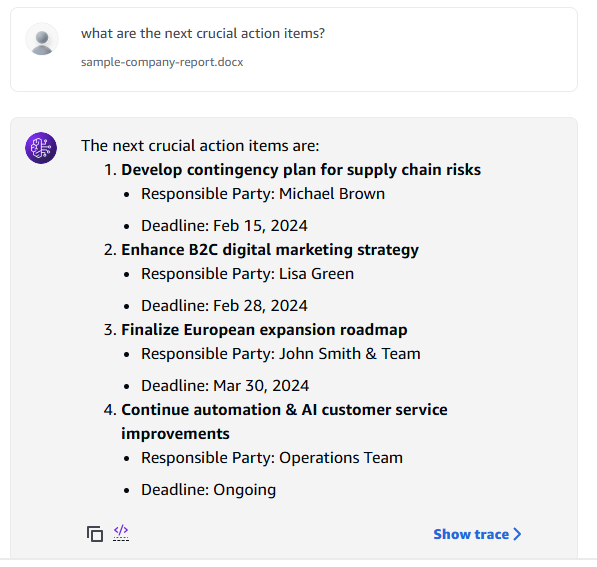 what are the next crucial action items?
sample-company-report.docx
The next crucial action items are:
1. Develop contingency plan for supply chain risks
• Responsible Party: Michael Brown
• Deadline: Feb 15, 2024
2. Enhance B2C digital marketing strategy
• Responsible Party: Lisa Green
• Deadline: Feb 28, 2024
3. Finalize European expansion roadmap
• Responsible Party: John Smith & Team
• Deadline: Mar 30, 2024
4. Continue automation & AI customer service
improvements
• Responsible Party: Operations Team
• Deadline: Ongoing
</> Show trace >